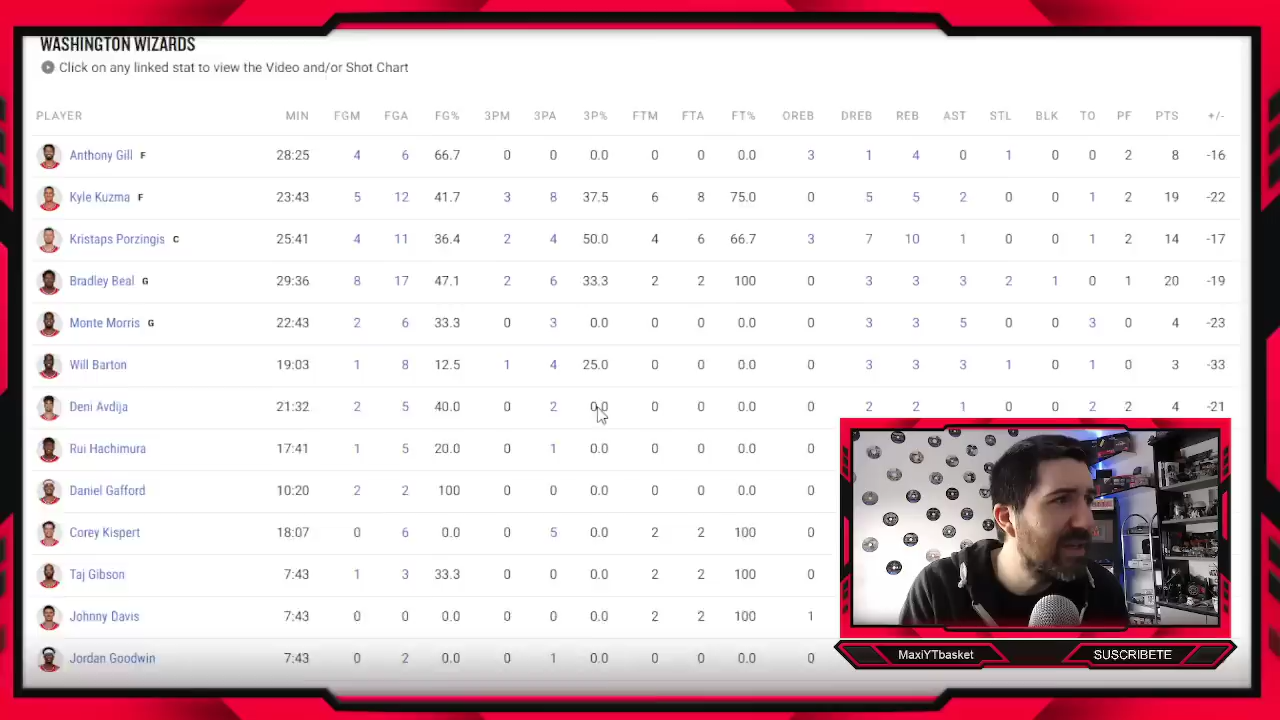 WASHINGTON WIZARDS
Click on any linked stat to view the Video and/or Shot Chart
PLAYER MIN FGM FGA FG% 3PM 3PA 3P% FTM FTA FT% OREB DREB REB AST STL BLK TO PF PTS +/-
Anthony Gill F 28:25 4 6 66.7 0 0 0.0 0 0 0.0 3 1 4 0 1 0 0 2 8 -16
Kyle Kuzma F 23:43 5 12 41.7 3 8 37.5 6 8 75.0 0 5 5 2 0 0 1 2 19 -22
Kristaps Porzingis C 25:41 4 11 36.4 2 4 50.0 4 6 66.7 3 7 10 1 0 0 1 2 14 -17
Bradley Beal G 29:36 8 17 47.1 2 6 33.3 2 2 100 0 3 3 3 2 1 0 1 20 -19
Monte Morris G 22:43 2 6 33.3 0 3 0.0 0 0 0.0 0 3 3 5 0 0 3 0 4 -23
Will Barton 19:03 1 8 12.5 1 4 25.0 0 0 0.0 0 3 3 3 1 0 1 0 3 -33
Deni Avdija 21:32 2 5 40.0 0 2 0.0 0 0 0.0 0 2 2 1 0 0 2 2 4 -21
Rui Hachimura 17:41 1 5 20.0 0 1 0.0 0 0 0.0 0
Daniel Gafford 10:20 2 2 100 0 0 0.0 0 0 0.0 0
Corey Kispert 18:07 0 6 0.0 0 5 0.0 2 2 100 0
Taj Gibson 7:43 1 3 33.3 0 0 0.0 2 2 100 0
Johnny Davis 7:43 0 0 0.0 0 0 0.0 2 2 100 1
Jordan Goodwin 7:43 0 2 0.0 0 1 0.0 0 0 0.0 0
MaxiYTbasket
SUSCRIBETE